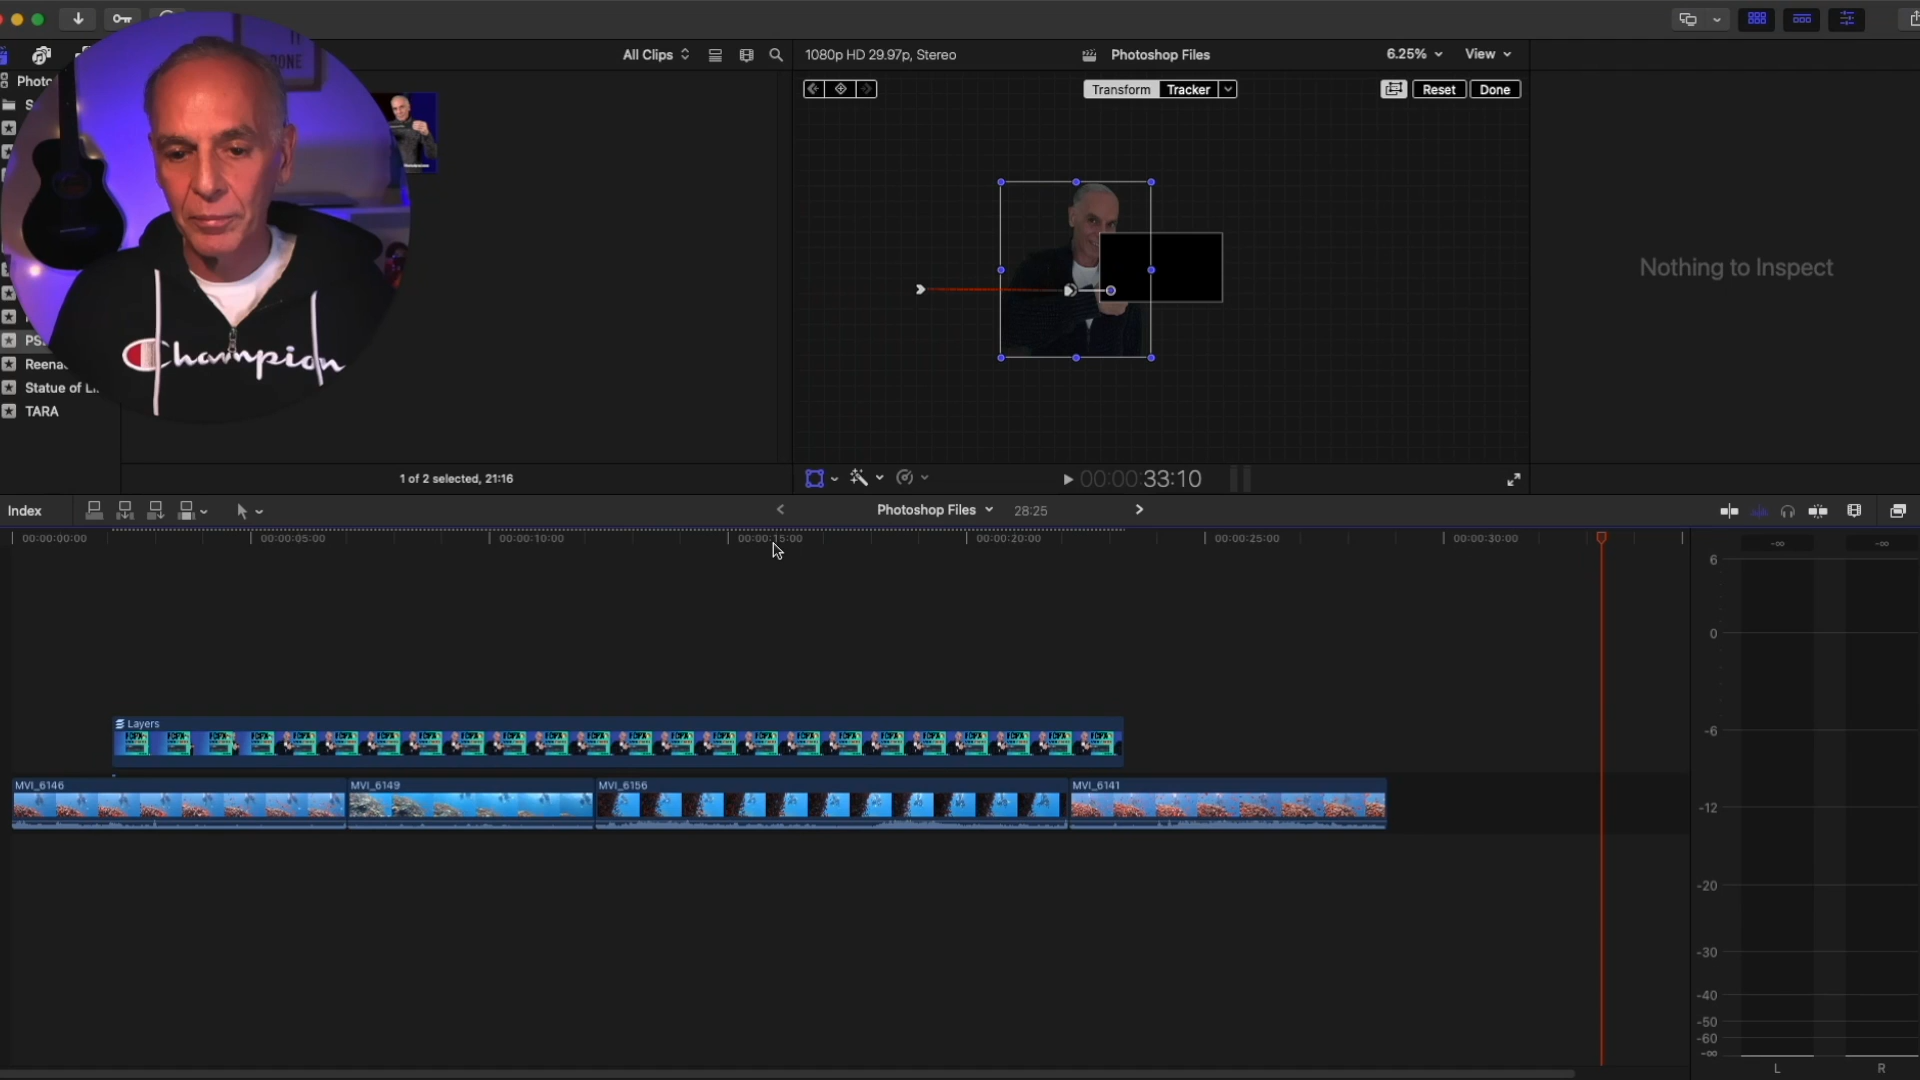 All Clips
1080p HD 29.97p, Stereo
Photoshop Files
6.25%
View
Transform
Tracker
Reset
Done
DONE
Photo
S
PS
Reena
Statue of Li
TARA
Champion
Nothing to Inspect
1 of 2 selected, 21:16
00:00:33:10
Index
Photoshop Files
28:25
00:00:00:00
00:00:05:00
00:00:10:00
00:00:15:00
00:00:20:00
00:00:25:00
00:00:30:00
Layers
MVI_6146
MVI_6149
MVI_6156
MVI_6141
-∞
-∞
6
0
-6
-12
-20
-30
-40
-50
-60
-∞
L
R